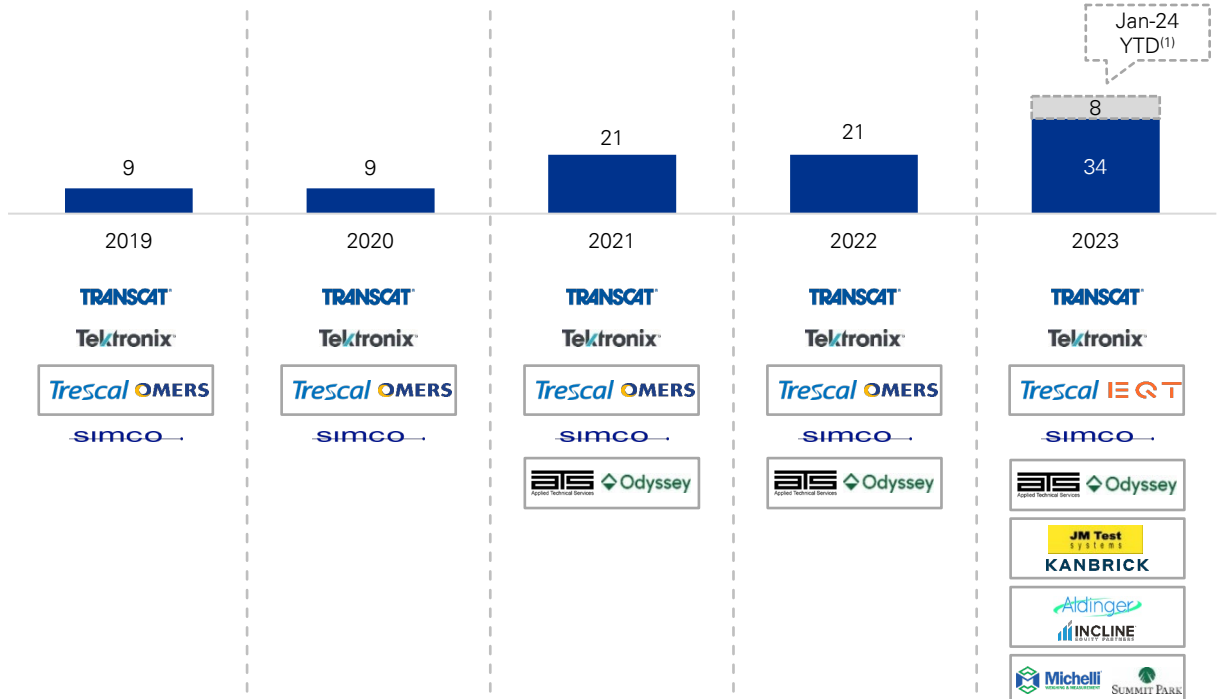 Jan-24
YTD(1)
8
9
9
21
21
34
2019
2020
2021
2022
2023
TRANSCAT
TRANSCAT
TRANSCAT
TRANSCAT
TRANSCAT
Tektronix
Tektronix
Tektronix
Tektronix
Tektronix
Trescal OMERS
Trescal OMERS
Trescal OMERS
Trescal OMERS
Trescal EQT
simco
simco
simco
simco
simco
ats Odyssey
Applied Technical Services
ats Odyssey
Applied Technical Services
ats Odyssey
Applied Technical Services
JM Test
systems
KANBRICK
Aldinger
INCLINE
EQUITY PARTNERS
Michelli
WEIGHING & MEASUREMENT
SUMMIT PARK